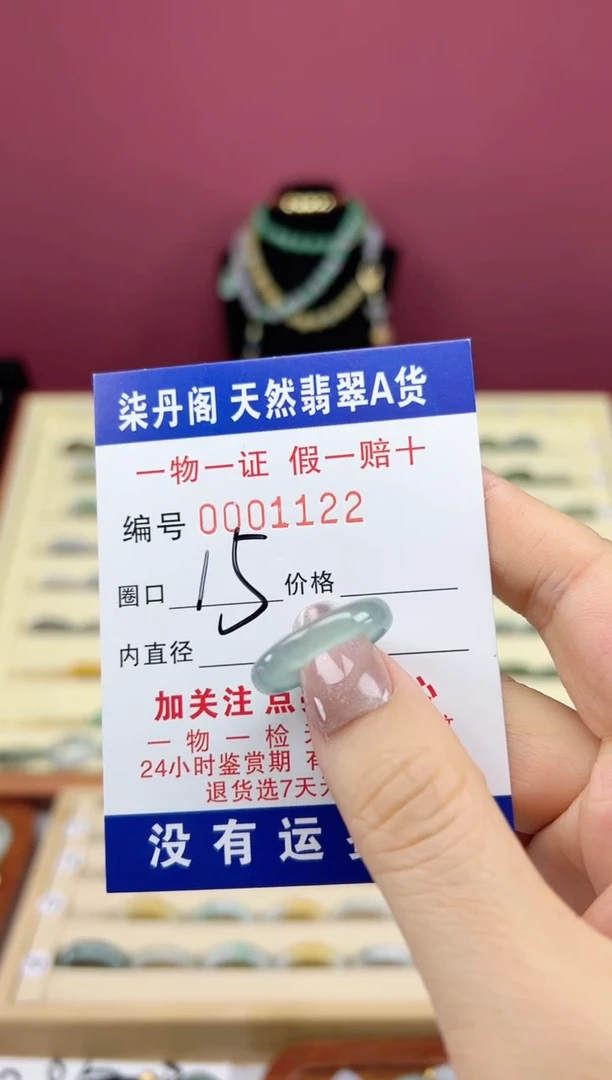 柒丹阁 天然翡翠A货
一物一证 假一赔十
编号 0001122
圈口 15 价格
内直径
加关注 点
一物一检
24小时鉴赏期
退货选7天
没有运